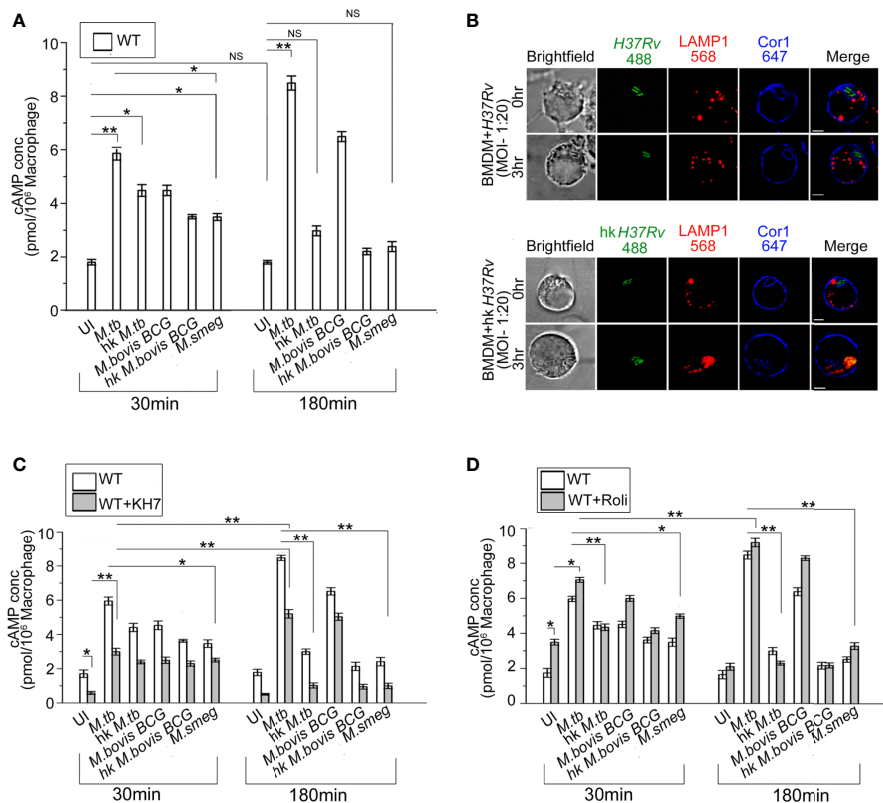 A
WT
NS
NS
**
NS
*
*
*
**
cAMP conc
(pmol/10⁶ Macrophage)
10
8
6
4
2
0
UI
M.tb
hk M.tb
M.bovis BCG
hk M.bovis BCG
M.smeg
UI
M.tb
hk M.tb
M.bovis BCG
hk M.bovis BCG
M.smeg
30min
180min
B
Brightfield
H37Rv
488
LAMP1
568
Cor1
647
Merge
BMDM+H37Rv
(MOI- 1:20)
0hr
3hr
Brightfield
hk H37Rv
488
LAMP1
568
Cor1
647
Merge
BMDM+hk H37Rv
(MOI- 1:20)
0hr
3hr
C
WT
WT+KH7
**
**
**
**
**
*
*
cAMP conc
(pmol/10⁶ Macrophage)
10
8
6
4
2
0
UI
M.tb
hk M.tb
M.bovis BCG
hk M.bovis BCG
M.smeg
UI
M.tb
hk M.tb
M.bovis BCG
hk M.bovis BCG
M.smeg
30min
180min
D
WT
WT+Roli
**
**
*
**
**
*
*
cAMP conc
(pmol/10⁶ Macrophage)
10
8
6
4
2
0
UI
M.tb
hk M.tb
M.bovis BCG
hk M.bovis BCG
M.smeg
UI
M.tb
hk M.tb
M.bovis BCG
hk M.bovis BCG
M.smeg
30min
180min